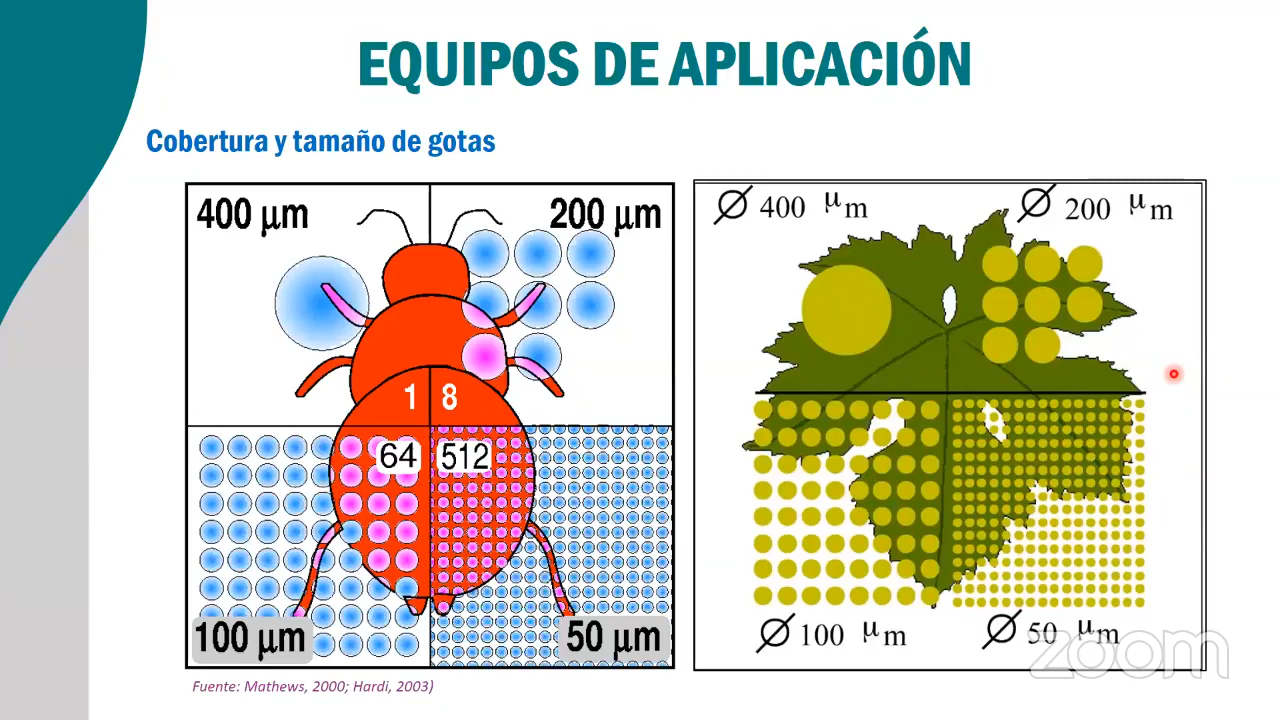 EQUIPOS DE APLICACIÓN
Cobertura y tamaño de gotas
400 µm
200 µm
1
8
64
512
100 µm
50 µm
Ø 400 µm
Ø 200 µm
Ø 100 µm
Ø 50 µm
Fuente: Mathews, 2000; Hardi, 2003)
zoom